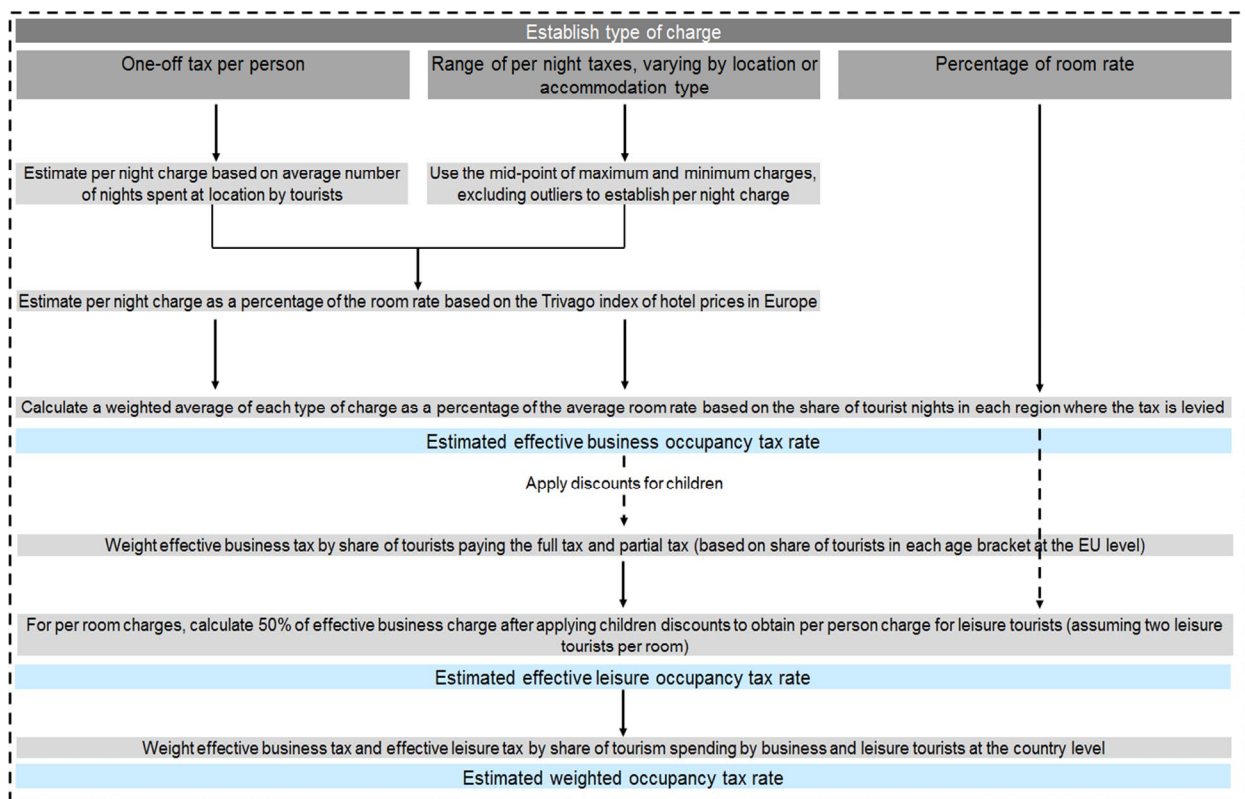 Establish type of charge
One-off tax per person
Range of per night taxes, varying by location or
accommodation type
Percentage of room rate
Estimate per night charge based on average number
of nights spent at location by tourists
Use the mid-point of maximum and minimum charges,
excluding outliers to establish per night charge
Estimate per night charge as a percentage of the room rate based on the Trivago index of hotel prices in Europe
Calculate a weighted average of each type of charge as a percentage of the average room rate based on the share of tourist nights in each region where the tax is levied
Estimated effective business occupancy tax rate
Apply discounts for children
Weight effective business tax by share of tourists paying the full tax and partial tax (based on share of tourists in each age bracket at the EU level)
For per room charges, calculate 50% of effective business charge after applying children discounts to obtain per person charge for leisure tourists (assuming two leisure
tourists per room)
Estimated effective leisure occupancy tax rate
Weight effective business tax and effective leisure tax by share of tourism spending by business and leisure tourists at the country level
Estimated weighted occupancy tax rate